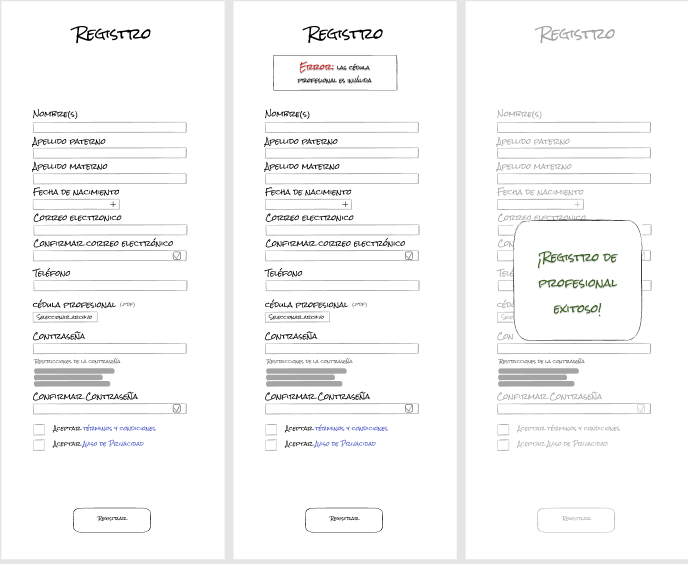 Registro
Nombre(s)
Apellido paterno
Apellido materno
Fecha de nacimiento
+
Correo electronico
Confirmar correo electrónico
Teléfono
cédula profesional (PDF)
Seleccionar archivo
Contraseña
Restricciones de la contraseña
Confirmar Contraseña
Aceptar términos y condiciones
Aceptar Aviso de Privacidad
Registrar
Registro
Error: las cédula
profesional es inválida
Nombre(s)
Apellido paterno
Apellido materno
Fecha de nacimiento
+
Correo electronico
Confirmar correo electrónico
Teléfono
cédula profesional (PDF)
Seleccionar archivo
Contraseña
Restricciones de la contraseña
Confirmar Contraseña
Aceptar términos y condiciones
Aceptar Aviso de Privacidad
Registrar
Registro
Nombre(s)
Apellido paterno
Apellido materno
Fecha de nacimiento
+
Correo electronico
¡Registro de
profesional
exitoso!
Restricciones de la contraseña
Confirmar Contraseña
Aceptar términos y condiciones
Aceptar Aviso de Privacidad
Registrar